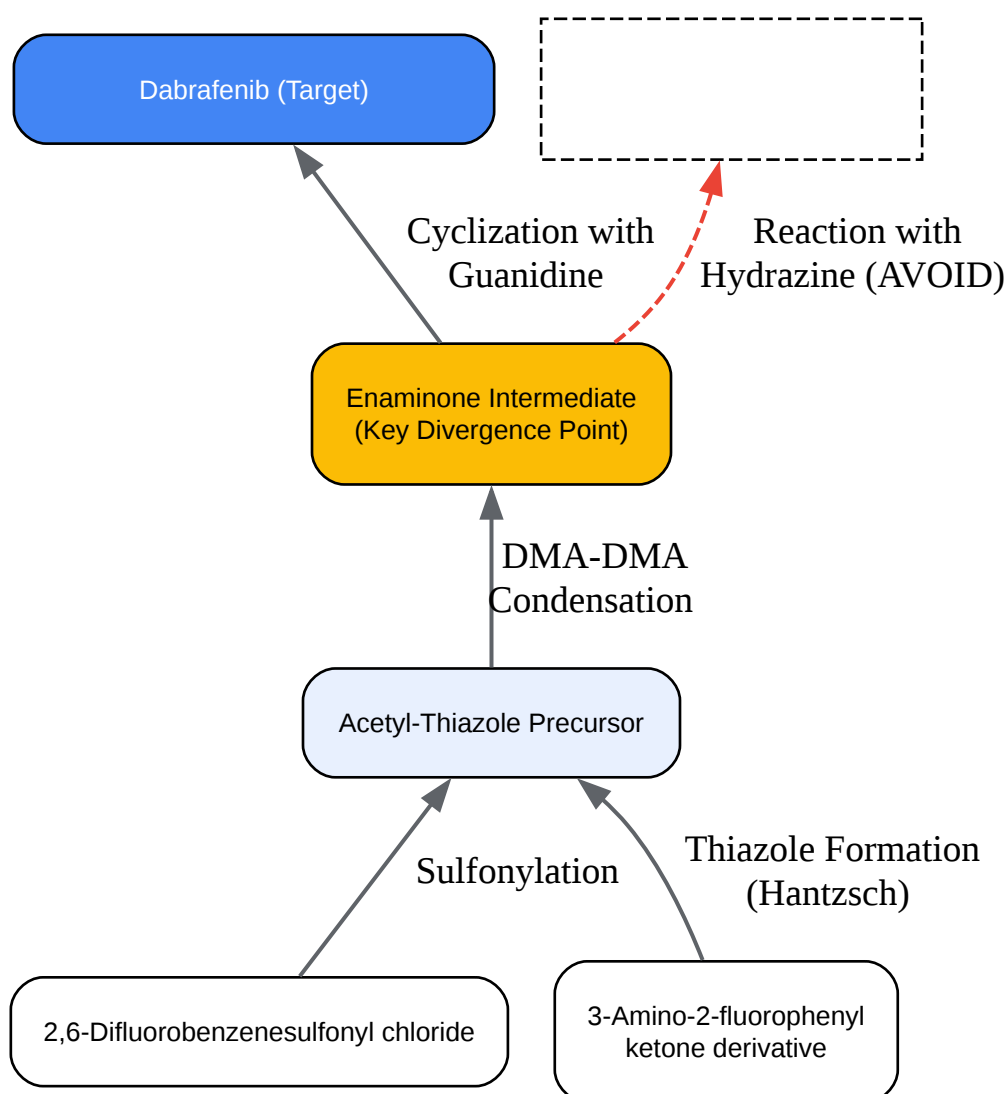 Dabrafenib (Target)
Cyclization with
Guanidine
Reaction with
Hydrazine (AVOID)
Enaminone Intermediate
(Key Divergence Point)
DMA-DMA
Condensation
Acetyl-Thiazole Precursor
Sulfonylation
Thiazole Formation
(Hantzsch)
2,6-Difluorobenzenesulfonyl chloride
3-Amino-2-fluorophenyl
ketone derivative